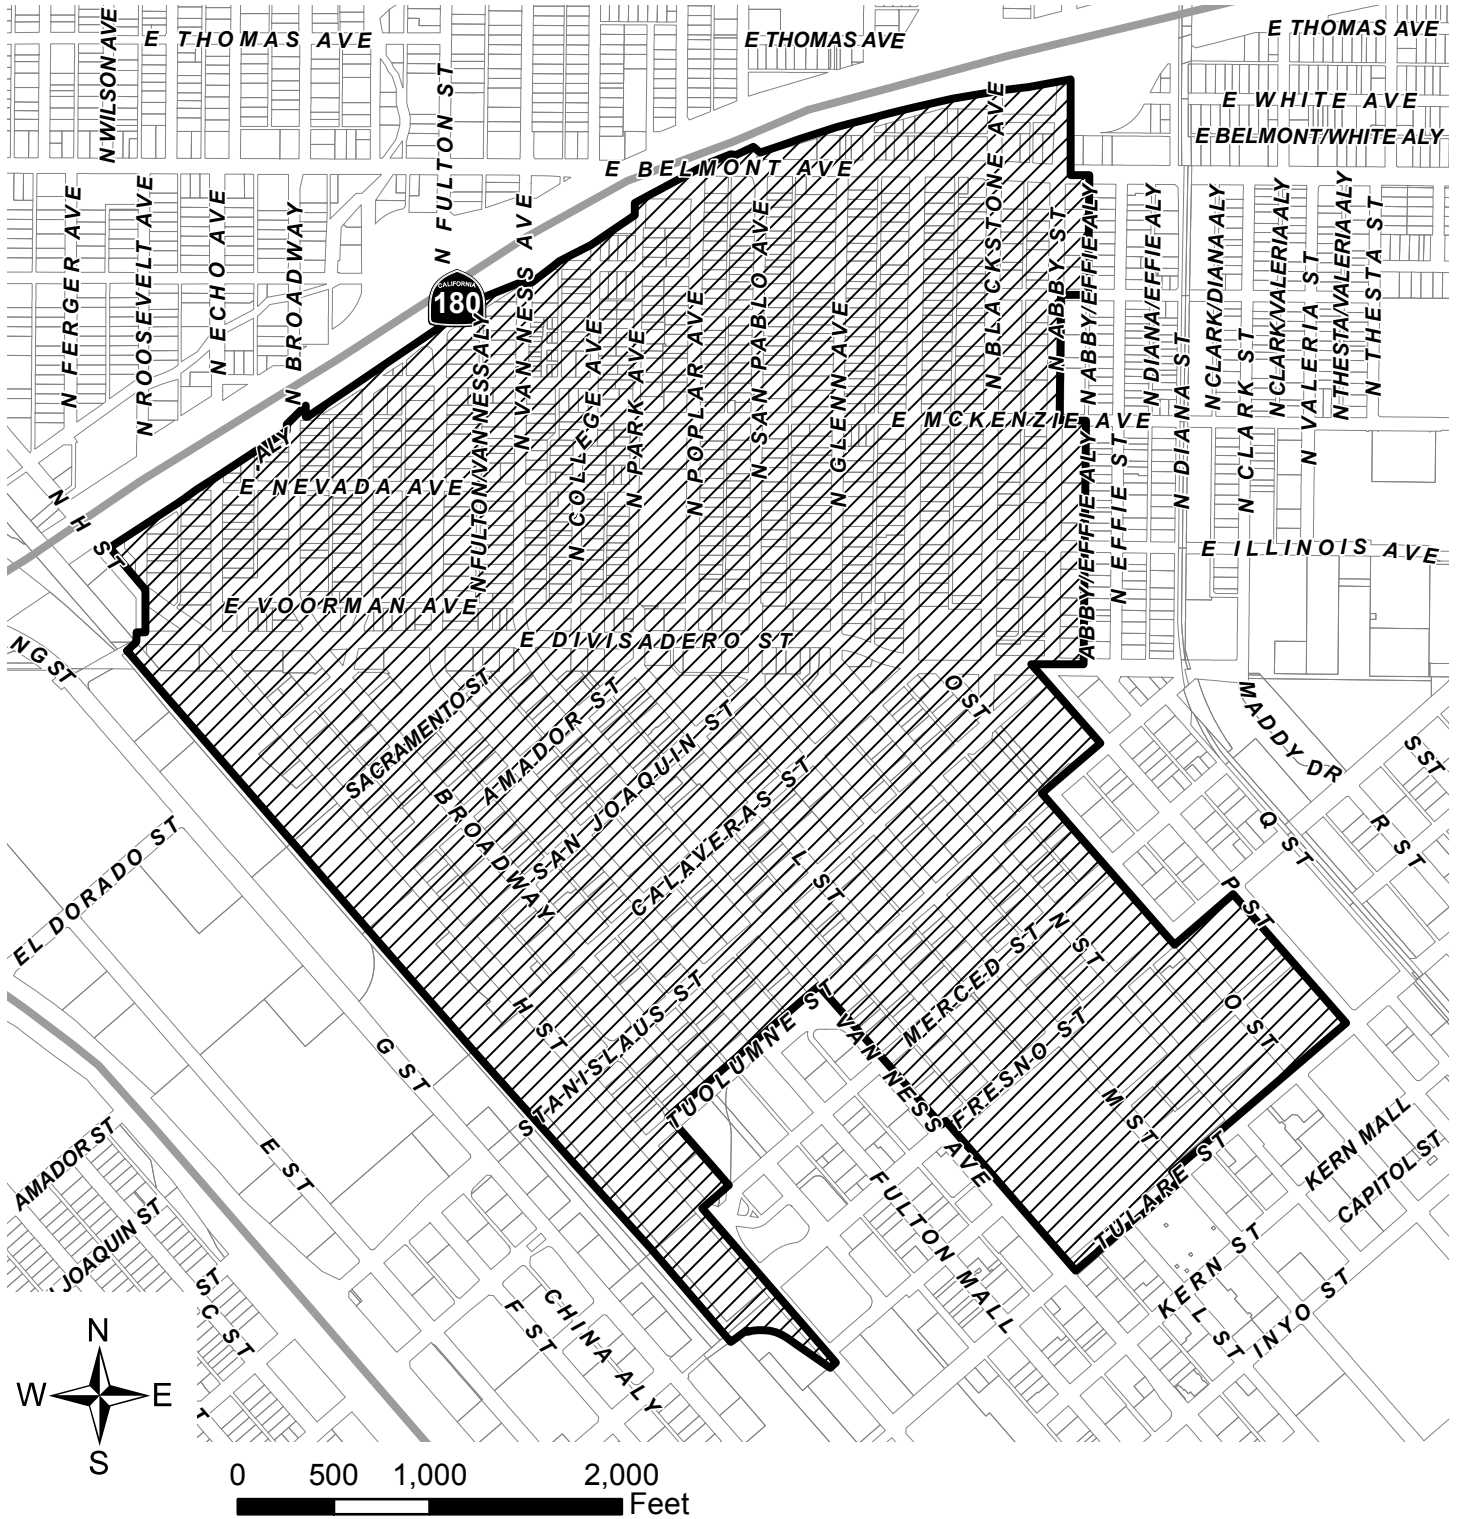 E THOMAS AVE
E THOMAS AVE
E THOMAS AVE
N WILSON AVE
N FULTON ST
E WHITE AVE
E BELMONT/WHITE ALY
E BELMONT AVE
N FERGER AVE
N ROOSEVELT AVE
N ECHO AVE
N BROADWAY
CALIFORNIA
180
N FULTON/VAN NESS ALY
N VAN NESS AVE
N COLLEGE AVE
N PARK AVE
N POPLAR AVE
N SAN PABLO AVE
N GLENN AVE
N BLACKSTONE AVE
N ABBY ST
N ABBY/EFFIE ALY
N DIANA/EFFIE ALY
N DIANA ST
N CLARK/DIANA ALY
N CLARK ST
N CLARK/VALERIA ALY
N VALERIA ST
N THESTA/VALERIA ALY
N THESTA ST
E MCKENZIE AVE
-ALY
E NEVADA AVE
N H ST
ABBY/EFFIE ALY
N EFFIE ST
E ILLINOIS AVE
E VOORMAN AVE
E DIVISADERO ST
N G ST
SACRAMENTO ST
AMADOR ST
SAN JOAQUIN ST
O ST
MADDY DR
S ST
BROADWAY
CALAVERAS ST
L ST
Q ST
R ST
EL DORADO ST
P ST
N ST
MERCED ST
H ST
STANISLAUS ST
TUOLUMNE ST
VAN NESS AVE
FRESNO ST
O ST
G ST
M ST
AMADOR ST
E ST
TULARE ST
KERN MALL
CAPITOL ST
JOAQUIN ST
FULTON MALL
ST
C ST
F ST
CHINA ALY
KERN ST
L ST
INYO ST
N
W E
S
0 500 1,000 2,000
Feet